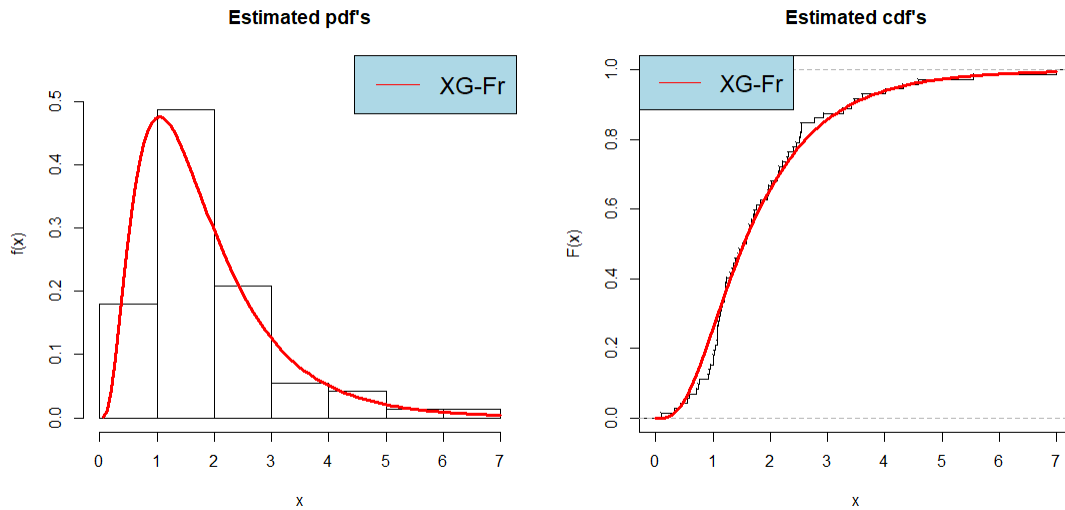 Estimated pdf's
XG-Fr
f(x)
0.0
0.1
0.2
0.3
0.4
0.5
0 1 2 3 4 5 6 7
x
Estimated cdf's
XG-Fr
F(x)
0.0
0.2
0.4
0.6
0.8
1.0
0 1 2 3 4 5 6 7
x